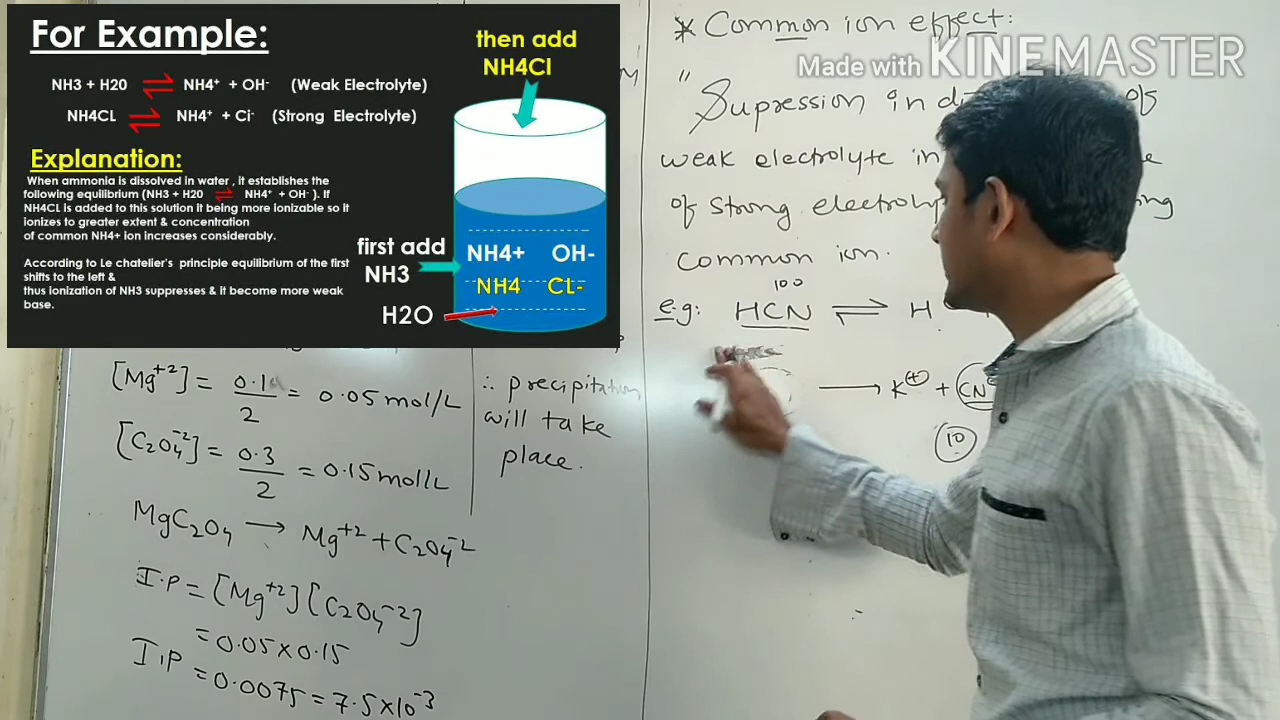 For Example:
NH3 + H20 ⇌ NH4⁺ + OH⁻ (Weak Electrolyte)
NH4CL ⇌ NH4⁺ + Ci⁻ (Strong Electrolyte)
Explanation:
When ammonia is dissolved in water , it establishes the
following equilibrium (NH3 + H20 ⇌ NH4⁺ + OH⁻ ). If
NH4CL is added to this solution it being more ionizable so it
ionizes to greater extent & concentration
of common NH4+ ion increases considerably.
According to Le chatelier's principle equilibrium of the first
shifts to the left &
thus ionization of NH3 suppresses & it become more weak
base.
then add
NH4Cl
first add
NH3
H2O
NH4+ OH-
NH4 CL-
Made with KINEMASTER
* Common ion effect:
" Supression in of
weak electrolyte in
of strong
common ion.
100
e.g: HCN ⇌ H
→ K⁺ + CN
10
[Mg⁺²] = 0.1 / 2 = 0.05 mol/L
[C₂O₄⁻²] = 0.3 / 2 = 0.15 mol/L
MgC₂O₄ → Mg⁺² + C₂O₄⁻²
I.P = [Mg⁺²][C₂O₄⁻²]
= 0.05 × 0.15
I.P = 0.0075 = 7.5 × 10⁻³
∴ precipitation
will take
place.